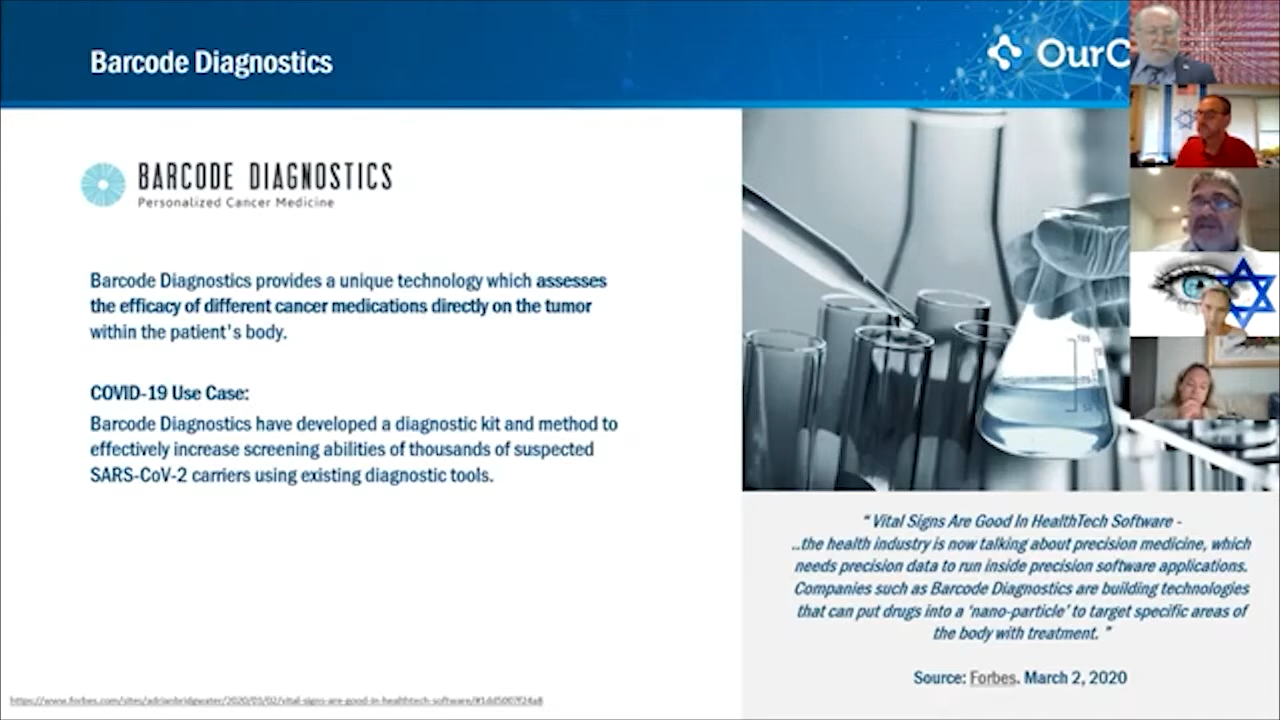 Barcode Diagnostics
OurC
BARCODE DIAGNOSTICS
Personalized Cancer Medicine
Barcode Diagnostics provides a unique technology which assesses
the efficacy of different cancer medications directly on the tumor
within the patient's body.
COVID-19 Use Case:
Barcode Diagnostics have developed a diagnostic kit and method to
effectively increase screening abilities of thousands of suspected
SARS-CoV-2 carriers using existing diagnostic tools.
“ Vital Signs Are Good In HealthTech Software -
...the health industry is now talking about precision medicine, which
needs precision data to run inside precision software applications.
Companies such as Barcode Diagnostics are building technologies
that can put drugs into a ‘nano-particle’ to target specific areas of
the body with treatment. ”
Source: Forbes. March 2, 2020